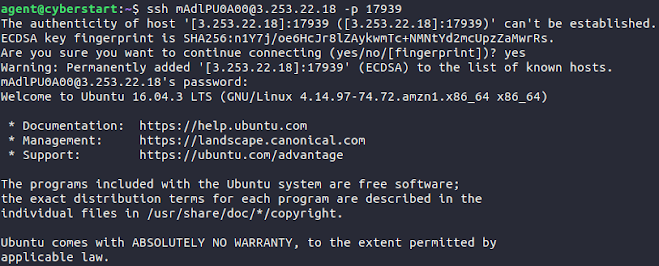 agent@cyberstart:~$ ssh mAdlPU0A00@3.253.22.18 -p 17939
The authenticity of host '[3.253.22.18]:17939 ([3.253.22.18]:17939)' can't be established.
ECDSA key fingerprint is SHA256:n1Y7j/oe6HcJr8lZAykwmTc+NMNtYd2mcUpzZaMwrRs.
Are you sure you want to continue connecting (yes/no/[fingerprint])? yes
Warning: Permanently added '[3.253.22.18]:17939' (ECDSA) to the list of known hosts.
mAdlPU0A00@3.253.22.18's password:
Welcome to Ubuntu 16.04.3 LTS (GNU/Linux 4.14.97-74.72.amzn1.x86_64 x86_64)
* Documentation:  https://help.ubuntu.com
* Management:     https://landscape.canonical.com
* Support:        https://ubuntu.com/advantage
The programs included with the Ubuntu system are free software;
the exact distribution terms for each program are described in the
individual files in /usr/share/doc/*/copyright.
Ubuntu comes with ABSOLUTELY NO WARRANTY, to the extent permitted by
applicable law.